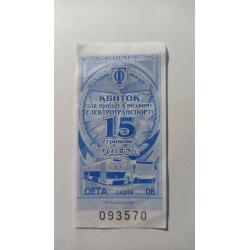 КВИТОК
для проїзду в міському
ЕЛЕКТРОТРАНСПОРТІ
15
гривень
ОДЕСА
ОЕТА серія 06
093570